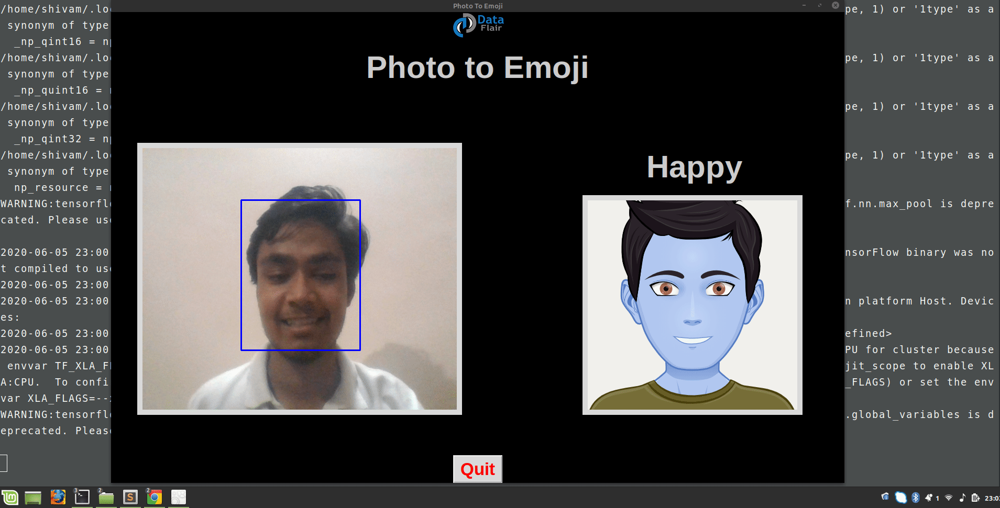 Photo To Emoji
Data
Flair
Photo to Emoji
Happy
Quit
/home/shivam/.lo
pe, 1) or '1type' as a
synonym of type
_np_qint16 = n
/home/shivam/.lo
pe, 1) or '1type' as a
synonym of type
_np_quint16 =
/home/shivam/.lo
pe, 1) or '1type' as a
synonym of type
_np_qint32 = n
/home/shivam/.lo
pe, 1) or '1type' as a
synonym of type
np_resource =
WARNING:tensorfl
f.nn.max_pool is depre
cated. Please us
2020-06-05 23:00
nsorFlow binary was no
t compiled to us
2020-06-05 23:00
2020-06-05 23:00
n platform Host. Devic
es:
2020-06-05 23:00
efined>
2020-06-05 23:00
PU for cluster because
envvar TF_XLA_F
jit_scope to enable XL
A:CPU.  To confi
_FLAGS) or set the env
var XLA_FLAGS=--
WARNING:tensorfl
.global_variables is d
eprecated. Please
3
2
2
S
1
23:0